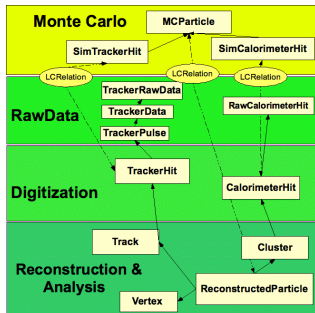 Monte Carlo
MCParticle
SimTrackerHit
SimCalorimeterHit
LCRelation
LCRelation
LCRelation
TrackerRawData
RawCalorimeterHit
TrackerData
RawData
TrackerPulse
TrackerHit
CalorimeterHit
Digitization
Track
Cluster
Reconstruction &
Analysis
ReconstructedParticle
Vertex